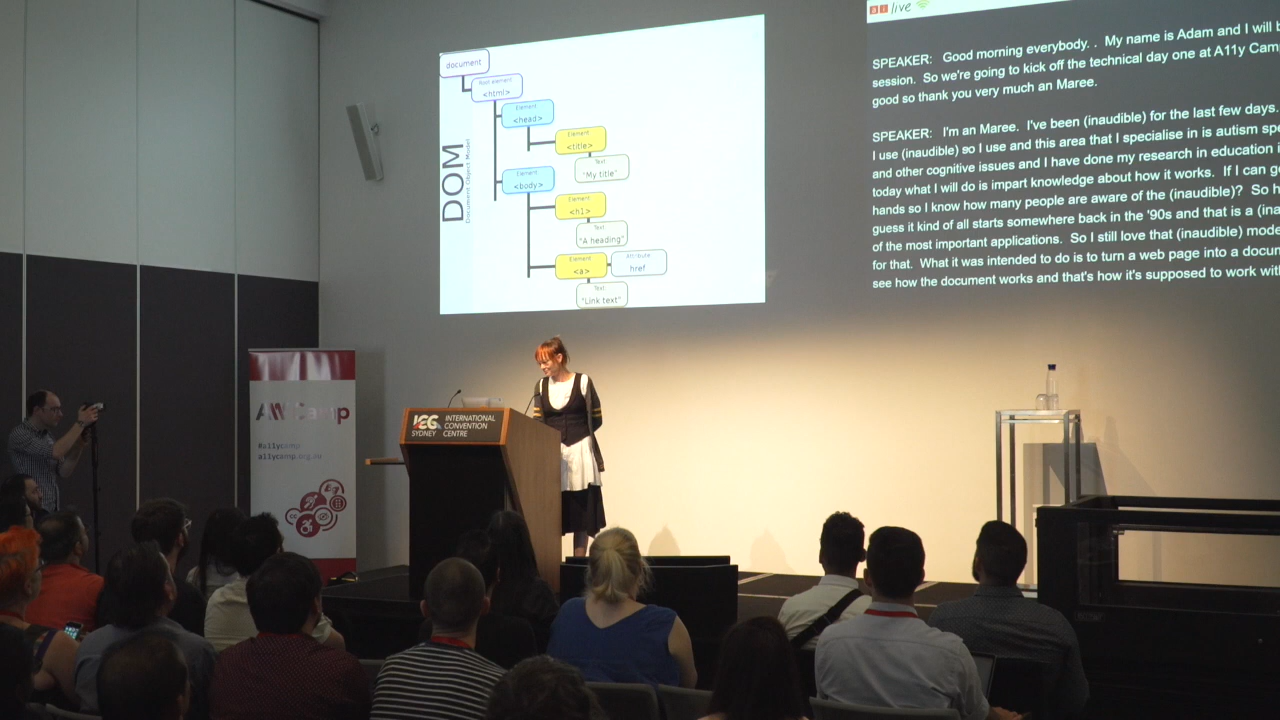 document
Root element
<html>
Element
<head>
Element
<title>
Text:
"My title"
Element
<body>
Element
<h1>
Text:
"A heading"
Element
<a>
Attribute
href
Text:
"Link text"
DOM
Document Object Model
ai live
SPEAKER: Good morning everybody. . My name is Adam and I will b
session. So we're going to kick off the technical day one at A11y Cam
good so thank you very much an Maree.
SPEAKER: I'm an Maree. I've been (inaudible) for the last few days.
I use (inaudible) so I use and this area that I specialise in is autism sp
and other cognitive issues and I have done my research in education i
today what I will do is impart knowledge about how it works. If I can g
hands so I know how many people are aware of the (inaudible)? So h
guess it kind of all starts somewhere back in the '90s and that is a (ina
of the most important applications. So I still love that (inaudible) mode
for that. What it was intended to do is to turn a web page into a docu
see how the document works and that's how it's supposed to work wit
A11YCamp
#a11ycamp
a11ycamp.org.au
ICC
SYDNEY
INTERNATIONAL
CONVENTION
CENTRE